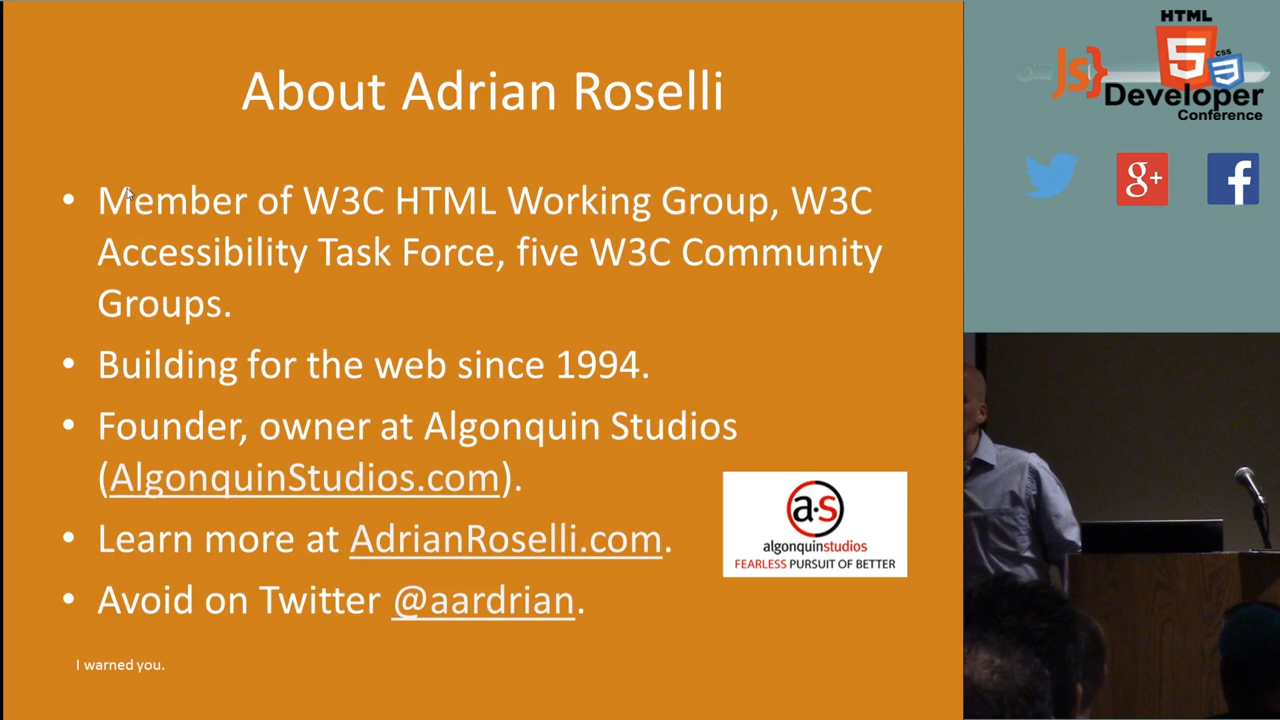 About Adrian Roselli
• Member of W3C HTML Working Group, W3C
Accessibility Task Force, five W3C Community
Groups.
• Building for the web since 1994.
• Founder, owner at Algonquin Studios
(AlgonquinStudios.com).
• Learn more at AdrianRoselli.com.
• Avoid on Twitter @aardrian.
I warned you.
a·s
algonquinstudios
FEARLESS PURSUIT OF BETTER
HTML
5
css
3
JS}
Developer
Conference
g+
f